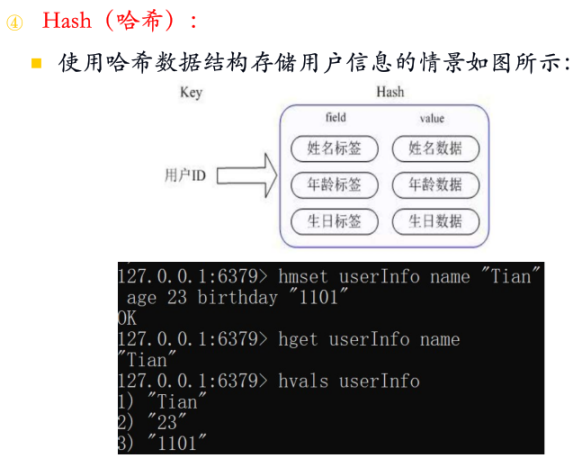 ④ Hash（哈希）:
■ 使用哈希数据结构存储用户信息的情景如图所示:
Key Hash
field value
姓名标签 姓名数据
用户ID
年龄标签 年龄数据
生日标签 生日数据
127.0.0.1:6379> hmset userInfo name "Tian"
age 23 birthday "1101"
OK
127.0.0.1:6379> hget userInfo name
"Tian"
127.0.0.1:6379> hvals userInfo
1) "Tian"
2) "23"
3) "1101"